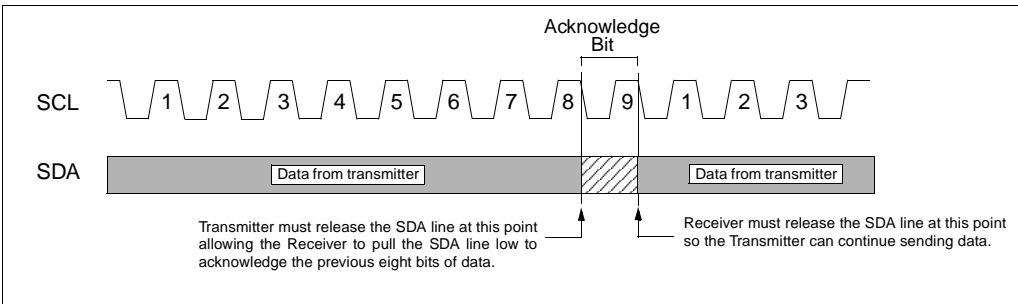 Acknowledge
Bit
SCL
1 2 3 4 5 6 7 8 9 1 2 3
SDA
Data from transmitter
Data from transmitter
Transmitter must release the SDA line at this point
allowing the Receiver to pull the SDA line low to
acknowledge the previous eight bits of data.
Receiver must release the SDA line at this point
so the Transmitter can continue sending data.